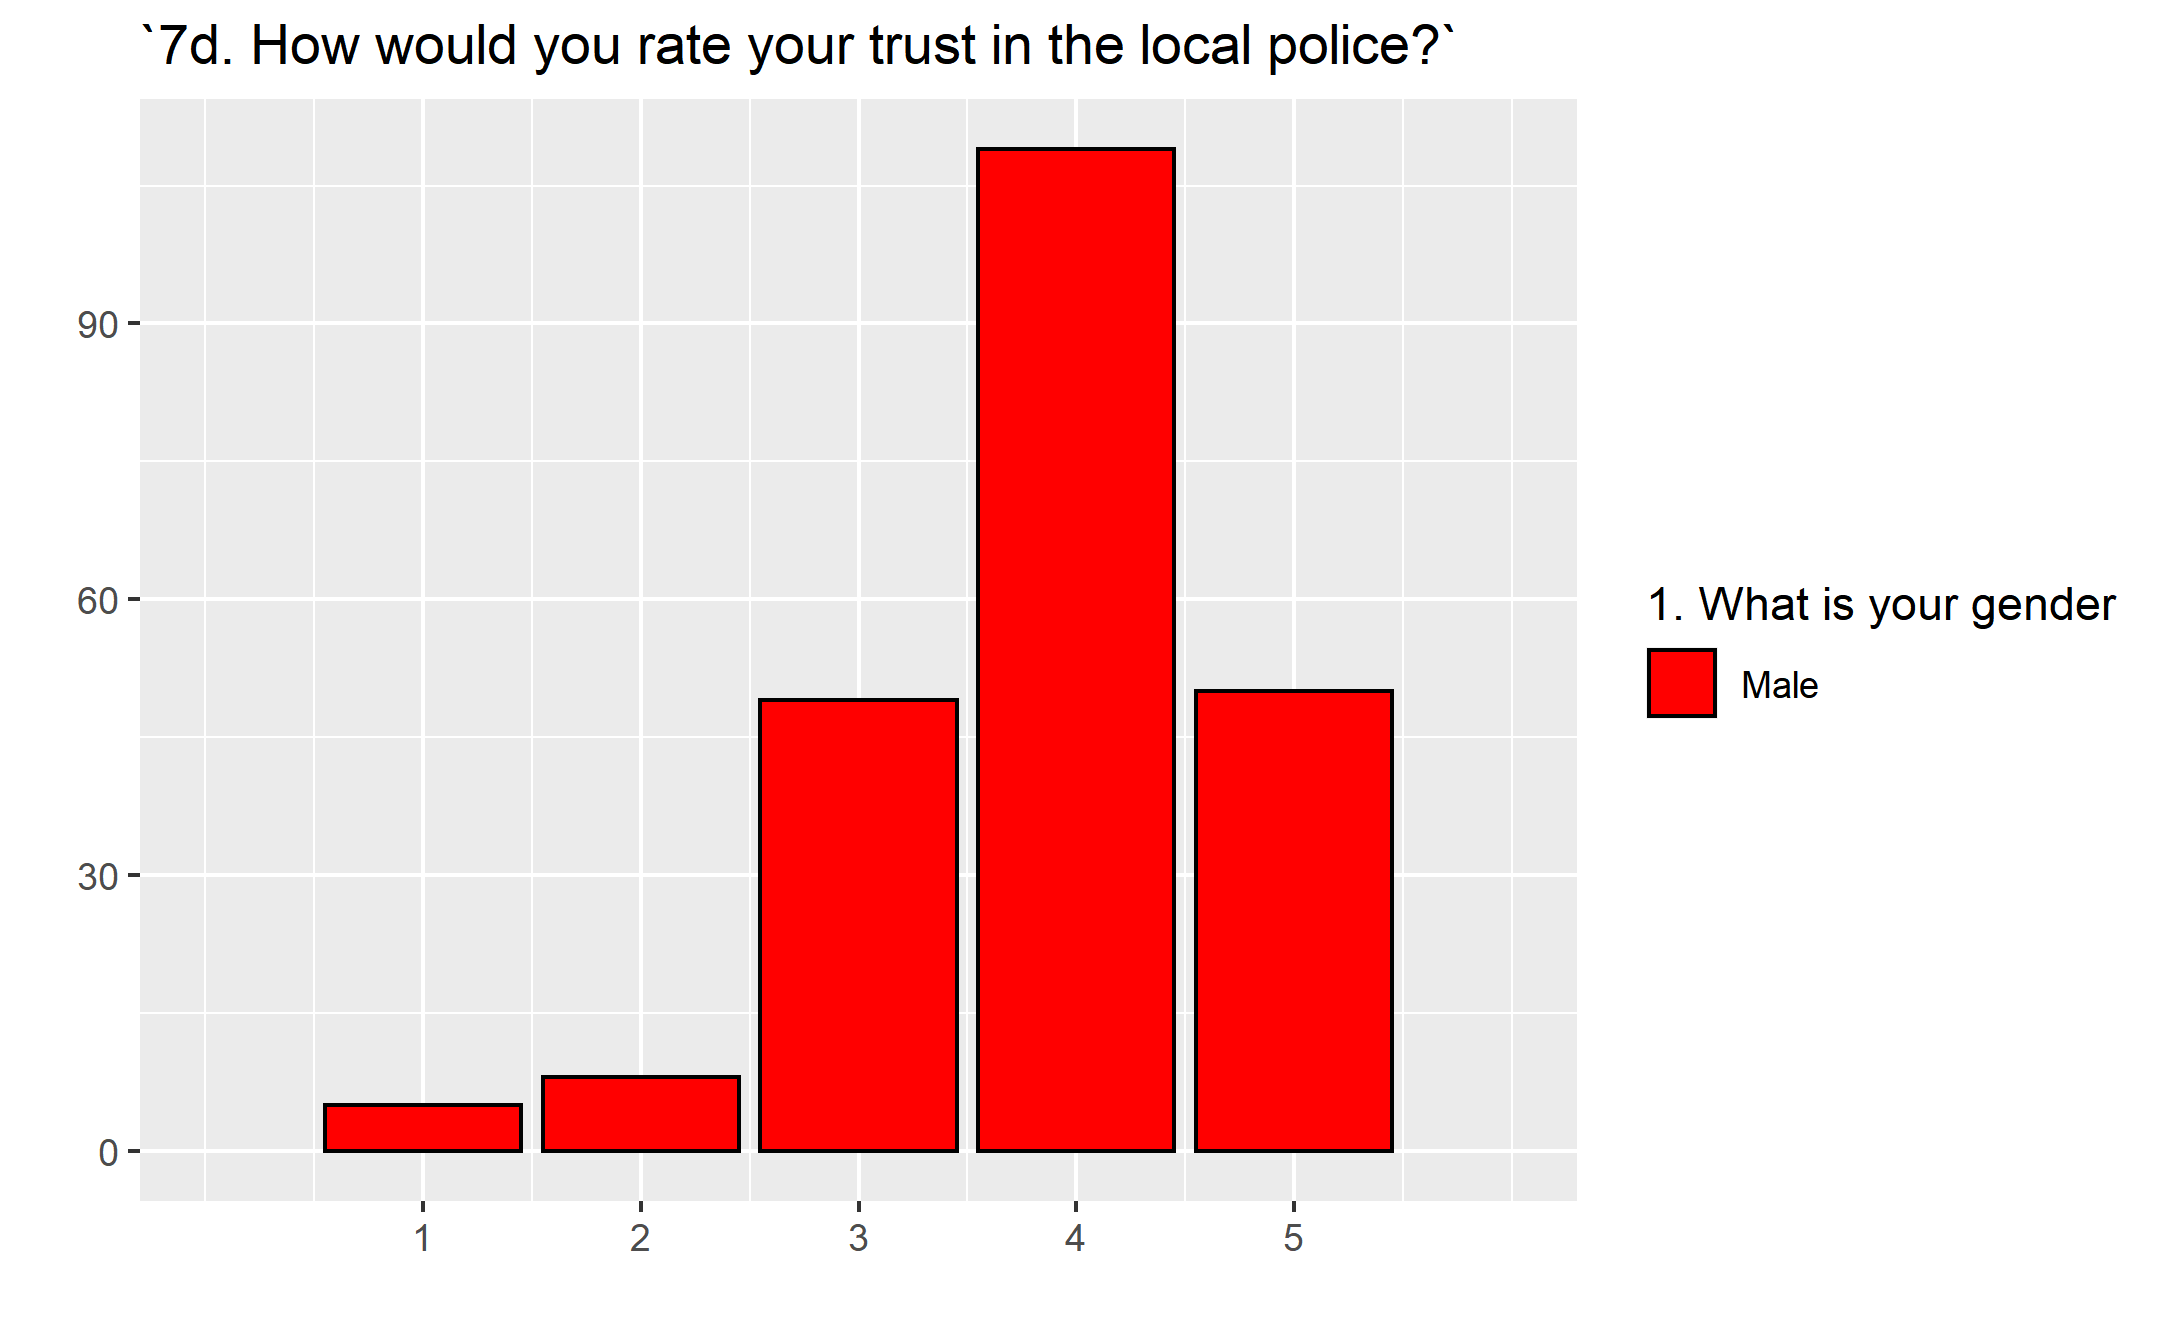 `7d. How would you rate your trust in the local police?`
90
60
30
0
1 2 3 4 5
1. What is your gender
Male